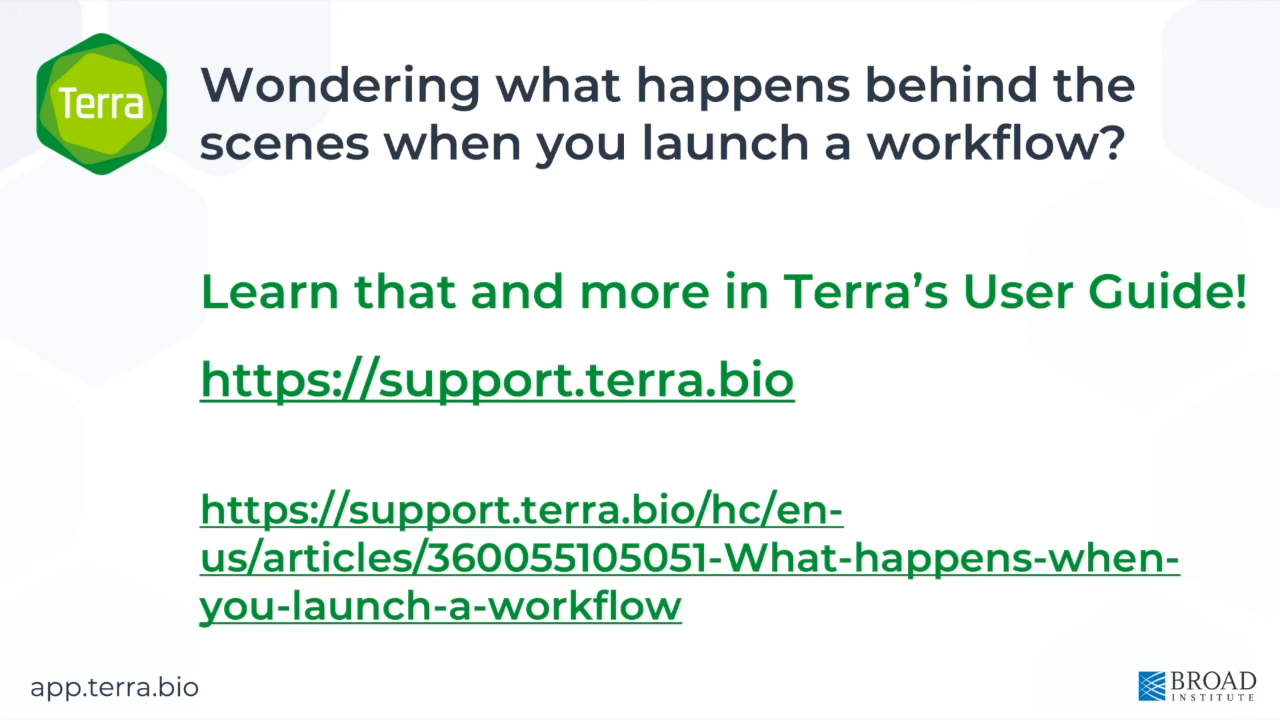 Terra
Wondering what happens behind the
scenes when you launch a workflow?
Learn that and more in Terra’s User Guide!
https://support.terra.bio
https://support.terra.bio/hc/en-
us/articles/360055105051-What-happens-when-
you-launch-a-workflow
app.terra.bio
BROAD
INSTITUTE